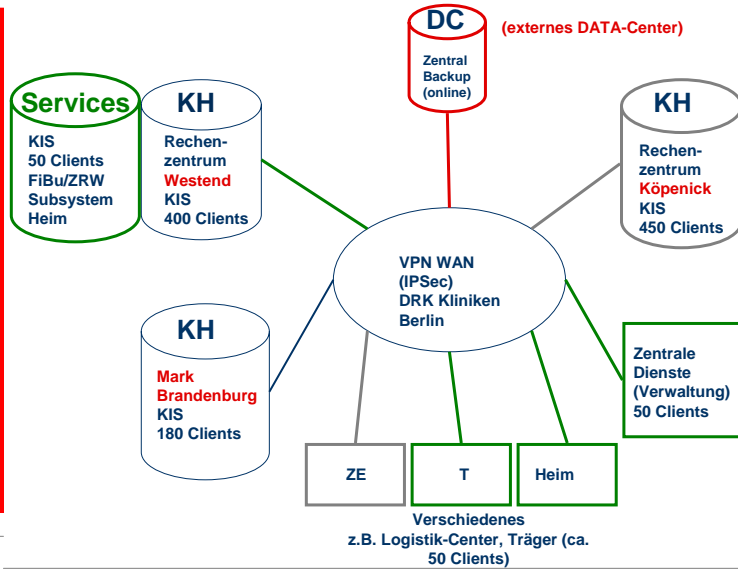 DC
(externes DATA-Center)
Zentral
Backup
(online)
Services
KIS
50 Clients
FiBu/ZRW
Subsystem
Heim
KH
Rechen-
zentrum
Westend
KIS
400 Clients
KH
Rechen-
zentrum
Köpenick
KIS
450 Clients
VPN WAN
(IPSec)
DRK Kliniken
Berlin
KH
Mark
Brandenburg
KIS
180 Clients
Zentrale
Dienste
(Verwaltung)
50 Clients
ZE
T
Heim
Verschiedenes
z.B. Logistik-Center, Träger (ca.
50 Clients)